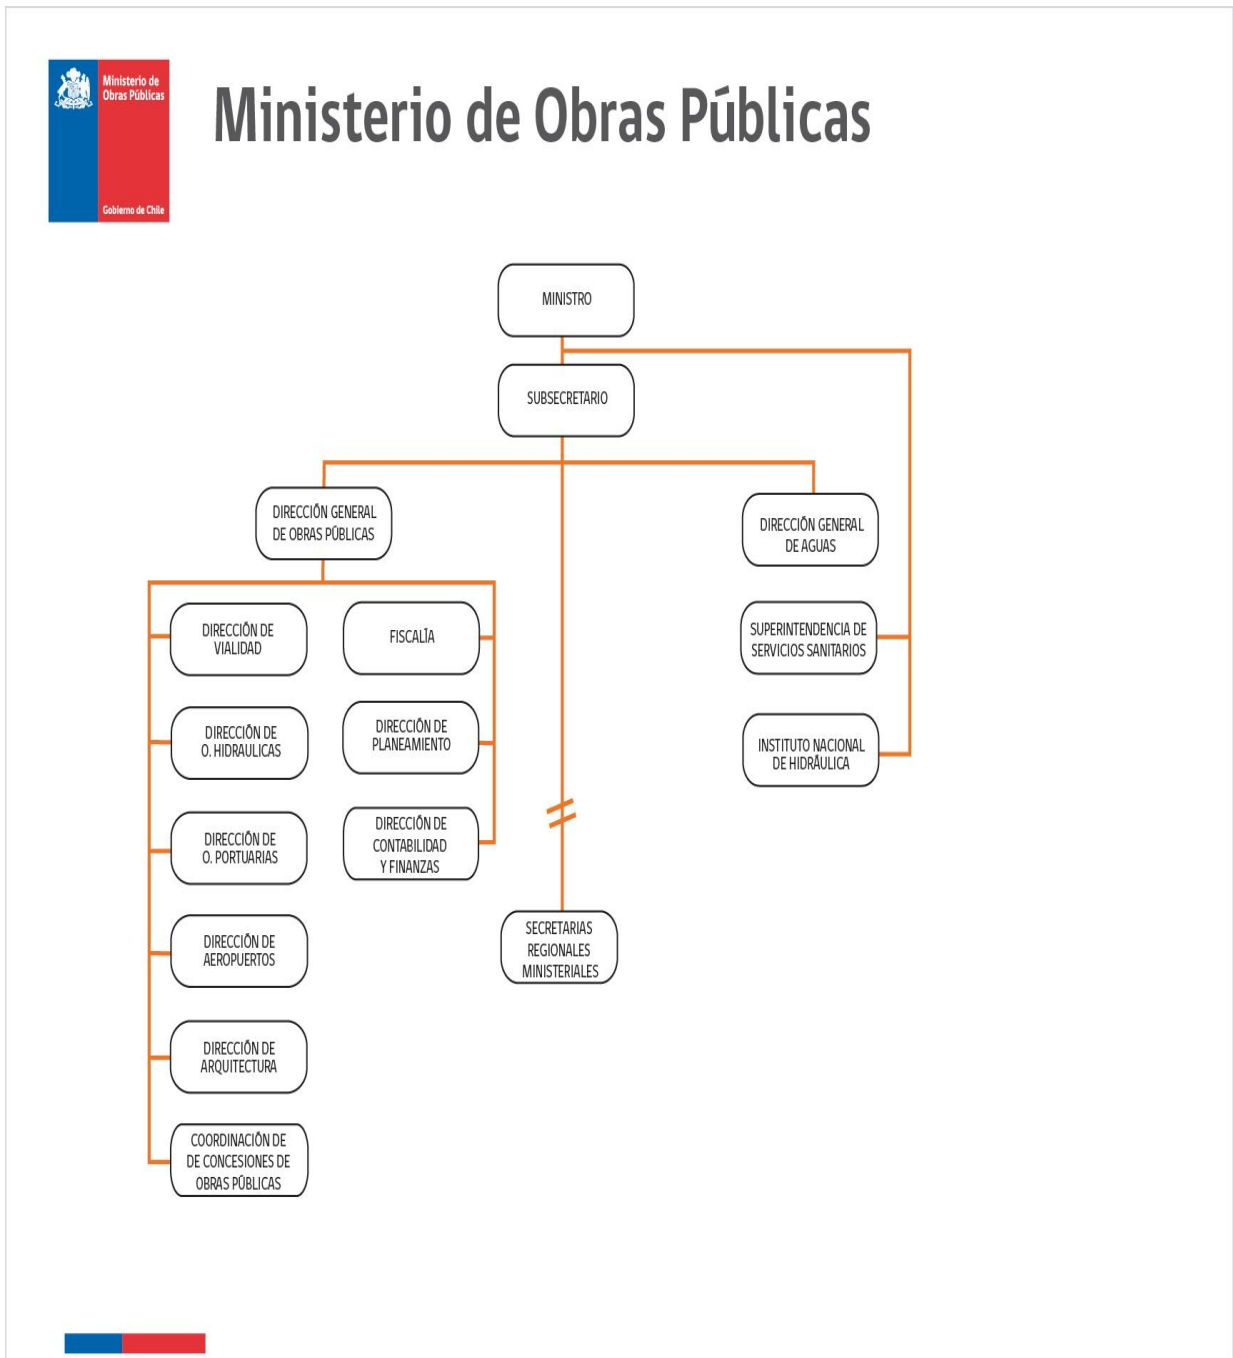 Ministerio de
Obras Públicas
Gobierno de Chile
Ministerio de Obras Públicas
MINISTRO
SUBSECRETARIO
DIRECCIÓN GENERAL
DE OBRAS PÚBLICAS
DIRECCIÓN GENERAL
DE AGUAS
DIRECCIÓN DE
VIALIDAD
FISCALÍA
SUPERINTENDENCIA DE
SERVICIOS SANITARIOS
DIRECCIÓN DE
O. HIDRAULICAS
DIRECCIÓN DE
PLANEAMIENTO
INSTITUTO NACIONAL
DE HIDRÁULICA
DIRECCIÓN DE
O. PORTUARIAS
DIRECCIÓN DE
CONTABILIDAD
Y FINANZAS
DIRECCIÓN DE
AEROPUERTOS
SECRETARIAS
REGIONALES
MINISTERIALES
DIRECCIÓN DE
ARQUITECTURA
COORDINACIÓN DE
DE CONCESIONES DE
OBRAS PÚBLICAS